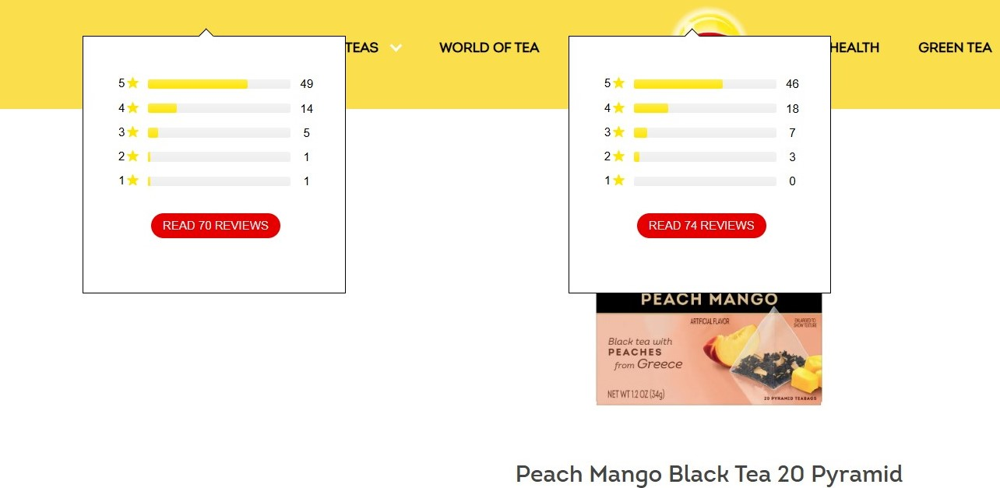 TEAS
WORLD OF TEA
HEALTH
GREEN TEA
5 49
4 14
3 5
2 1
1 1
READ 70 REVIEWS
5 46
4 18
3 7
2 3
1 0
READ 74 REVIEWS
PEACH MANGO
ARTIFICIAL FLAVOR
ENLARGED TO
SHOW TEXTURE
Black tea with
PEACHES
from Greece
NET WT 1.2 OZ (34g)
20 PYRAMID TEABAGS
Peach Mango Black Tea 20 Pyramid